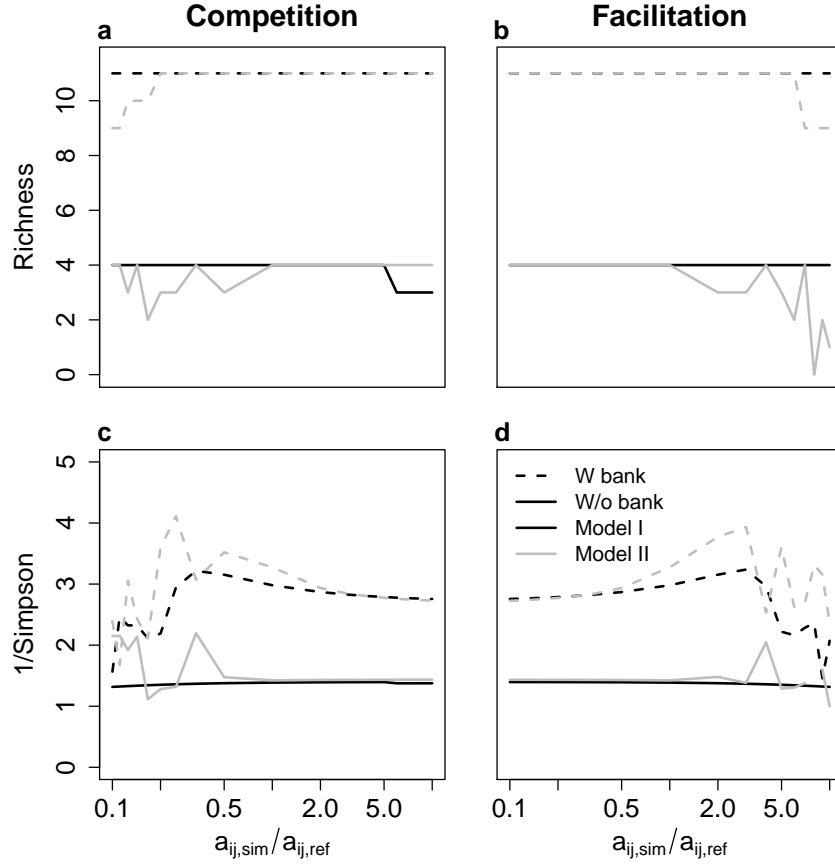 Competition
Facilitation
a
b
Richness
0
2
4
6
8
10
c
d
1/Simpson
0
1
2
3
4
5
W bank
W/o bank
Model I
Model II
0.1
0.5
2.0
5.0
0.1
0.5
2.0
5.0
a_ij,sim/a_ij,ref
a_ij,sim/a_ij,ref